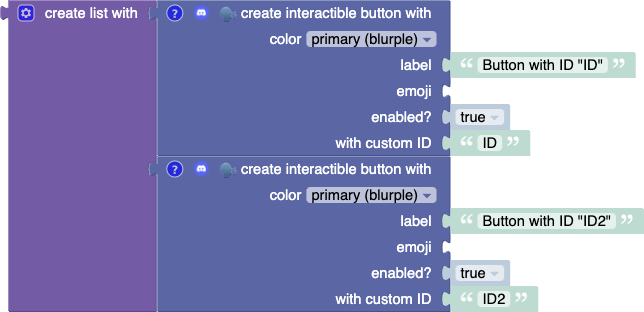 create list with ? create interactible button with
color primary (blurple)
label “ Button with ID "ID" ”
emoji
enabled? true
with custom ID “ ID ”
? create interactible button with
color primary (blurple)
label “ Button with ID "ID2" ”
emoji
enabled? true
with custom ID “ ID2 ”